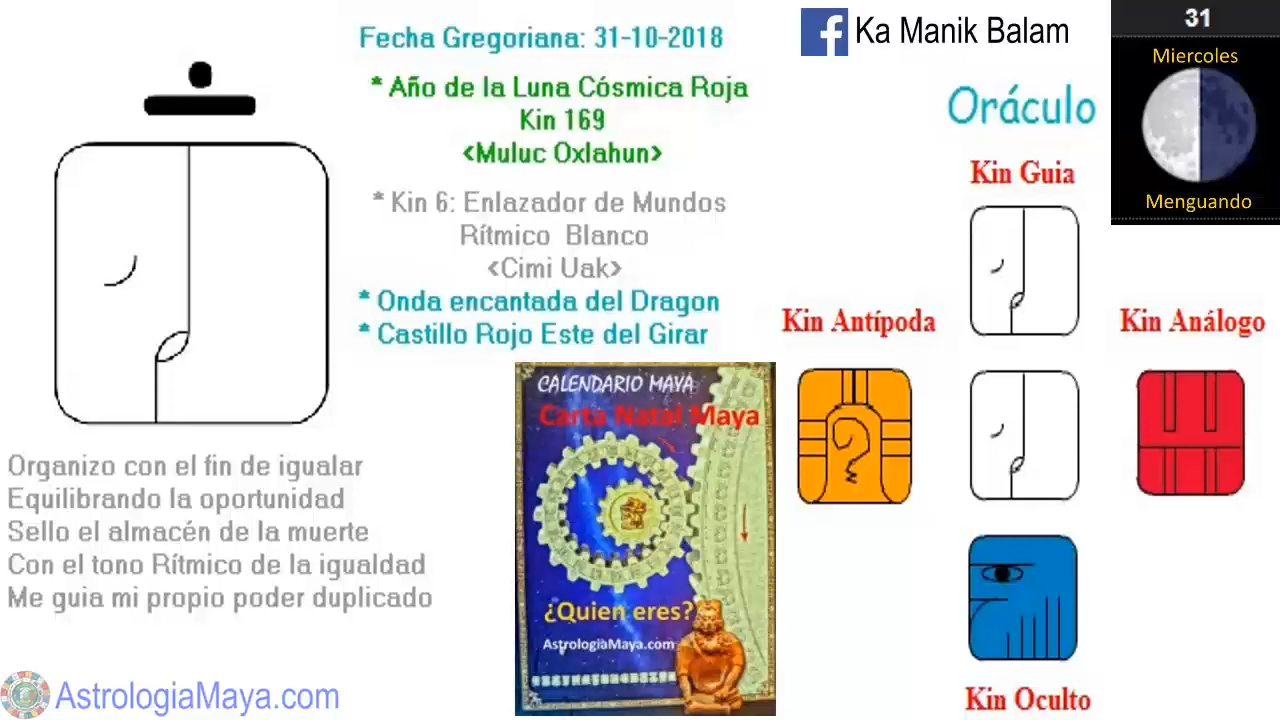 Fecha Gregoriana: 31-10-2018
* Año de la Luna Cósmica Roja
Kin 169
<Muluc Oxlahun>
* Kin 6: Enlazador de Mundos
Rítmico Blanco
<Cimi Uak>
* Onda encantada del Dragon
* Castillo Rojo Este del Girar
Organizo con el fin de igualar
Equilibrando la oportunidad
Sello el almacén de la muerte
Con el tono Rítmico de la igualdad
Me guia mi propio poder duplicado
AstrologiaMaya.com
CALENDARIO MAYA
Carta Natal Maya
¿Quien eres?
AstrologiaMaya.com
Ka Manik Balam
31
Miercoles
Menguando
Oráculo
Kin Guia
Kin Antípoda
Kin Análogo
Kin Oculto